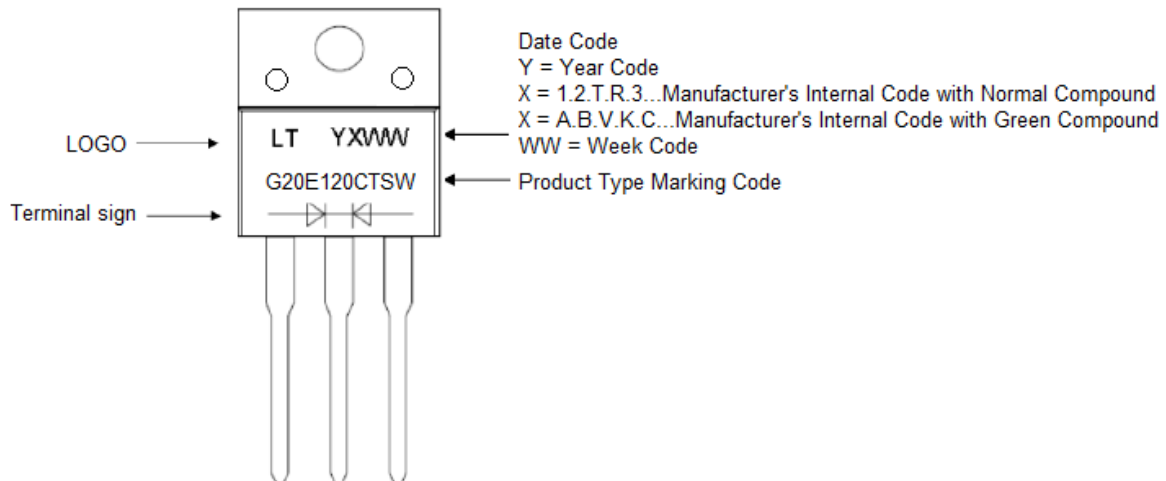 Date Code
Y = Year Code
X = 1.2.T.R.3...Manufacturer's Internal Code with Normal Compound
X = A.B.V.K.C...Manufacturer's Internal Code with Green Compound
WW = Week Code
LOGO
LT YXWW
G20E120CTSW
Product Type Marking Code
Terminal sign